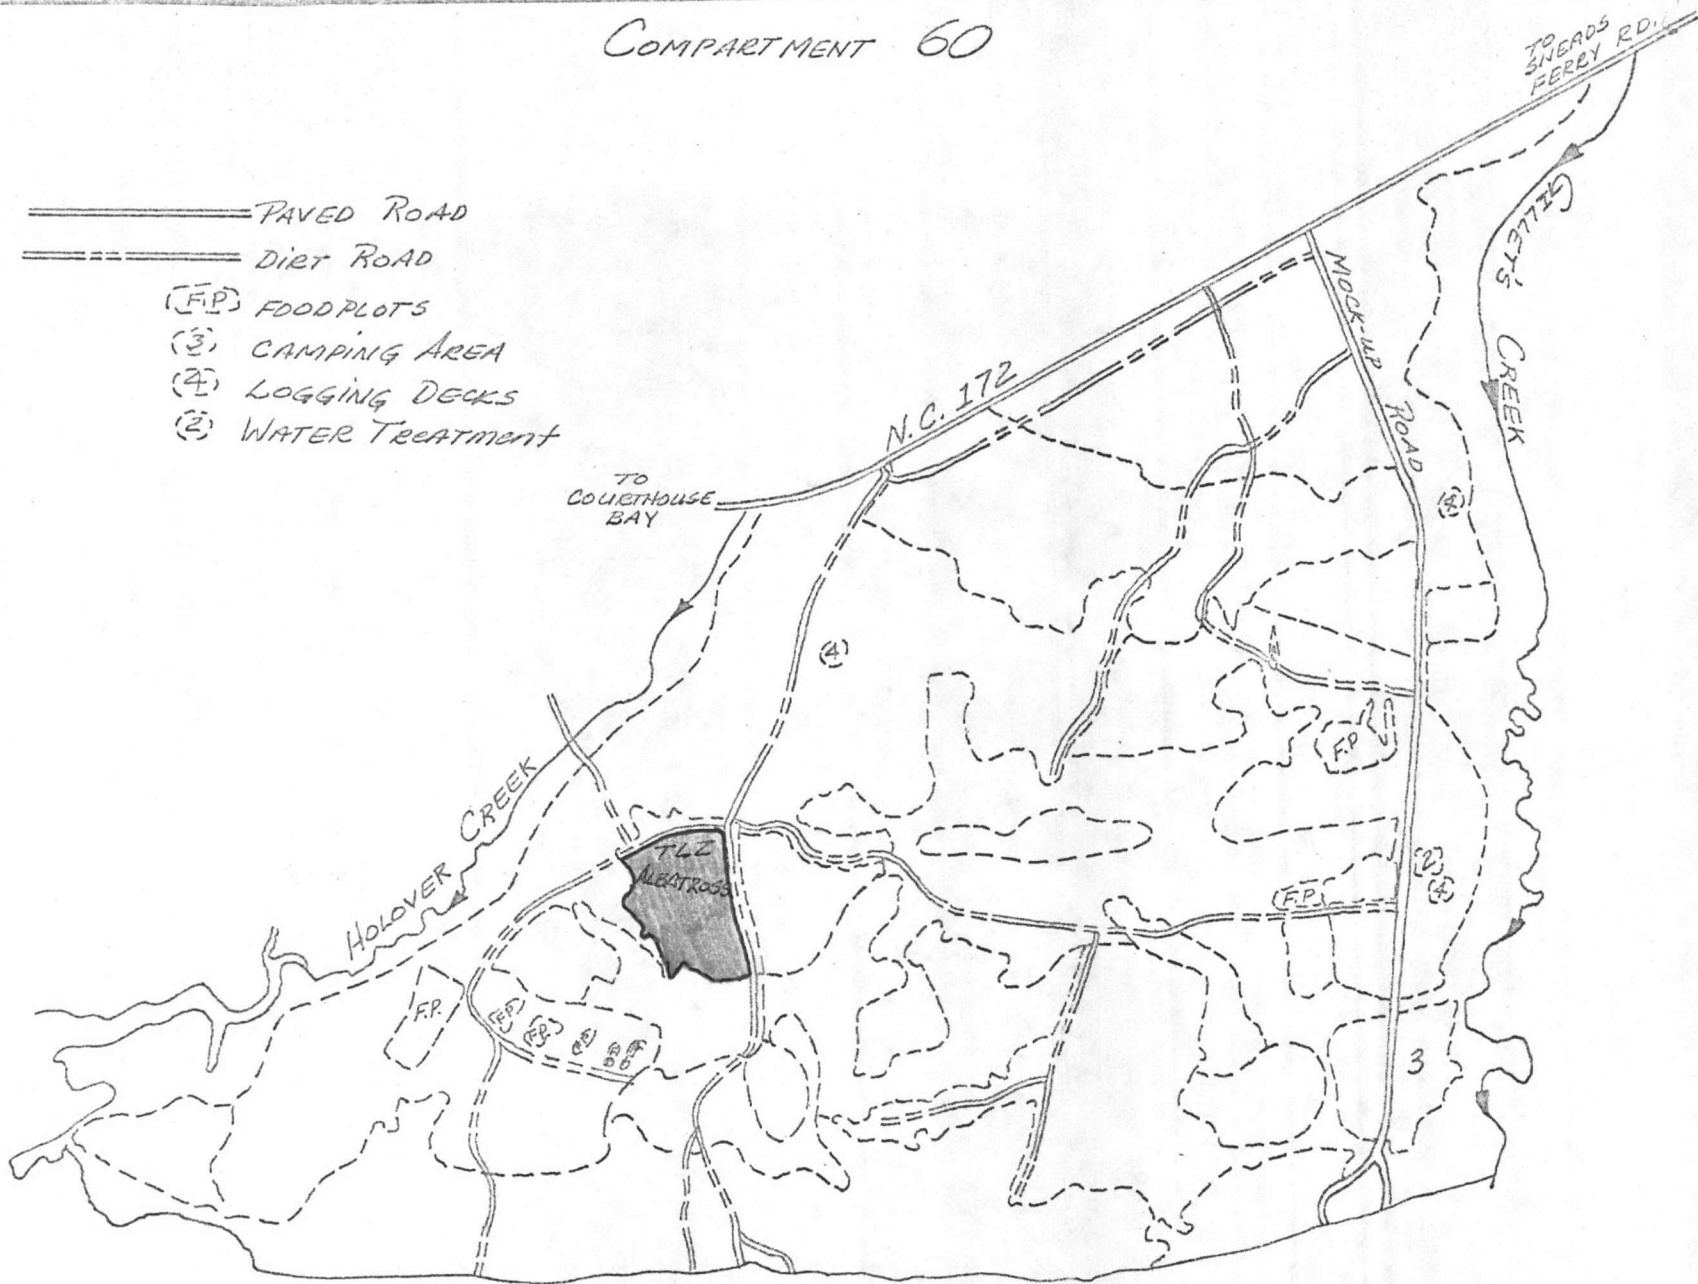 COMPARTMENT 60
TO
SNEADS
FERRY RD.
PAVED ROAD
DIRT ROAD
(F.P.) FOODPLOTS
(3) CAMPING AREA
(4) LOGGING DECKS
(2) WATER TREATMENT
GILLET'S CREEK
MOCK-UP ROAD
N.C. 172
TO
COURTHOUSE
BAY
(4)
(4)
F.P.
HOLOVER CREEK
TLZ
ALBATROSS
(2)
(4)
F.P.
F.P.
F.P.
F.P.
3